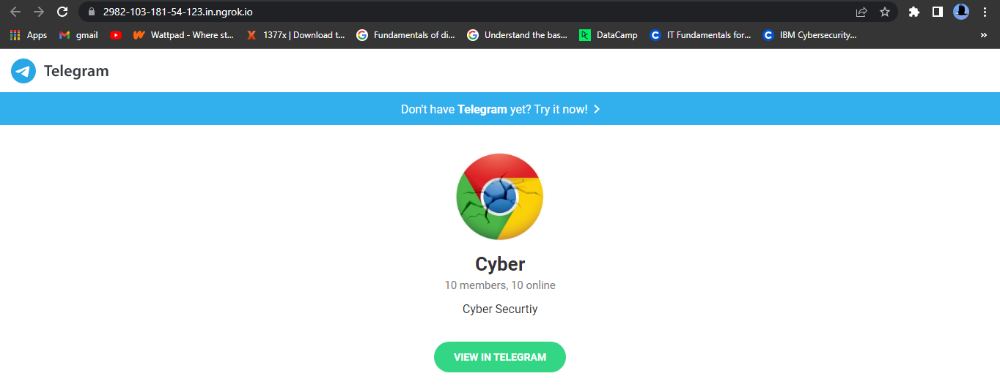 2982-103-181-54-123.in.ngrok.io
Apps gmail Wattpad - Where st... 1377x | Download t... Fundamentals of di... Understand the bas... DataCamp IT Fundamentals for... IBM Cybersecurity... »
Telegram
Don't have Telegram yet? Try it now!
Cyber
10 members, 10 online
Cyber Securtiy
VIEW IN TELEGRAM